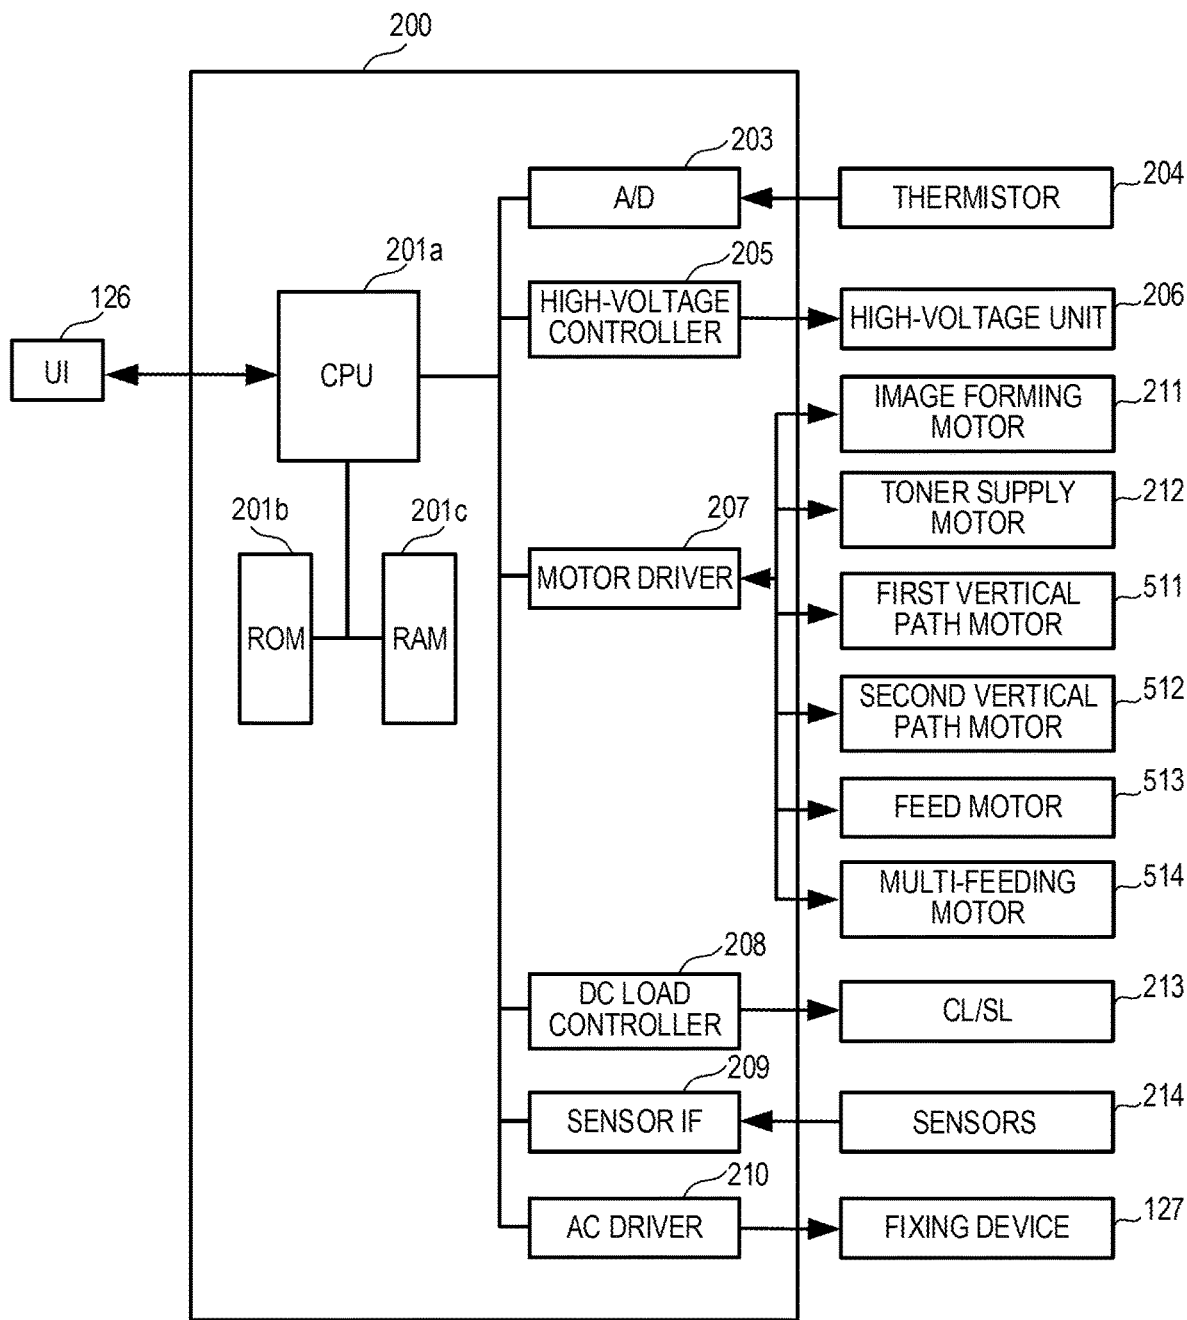 200
203
A/D
THERMISTOR
204
201a
205
HIGH-VOLTAGE
CONTROLLER
HIGH-VOLTAGE UNIT
206
126
UI
CPU
IMAGE FORMING
MOTOR
211
TONER SUPPLY
MOTOR
212
201b
201c
207
ROM
RAM
MOTOR DRIVER
FIRST VERTICAL
PATH MOTOR
511
SECOND VERTICAL
PATH MOTOR
512
FEED MOTOR
513
MULTI-FEEDING
MOTOR
514
208
DC LOAD
CONTROLLER
CL/SL
213
209
SENSOR IF
SENSORS
214
210
AC DRIVER
FIXING DEVICE
127